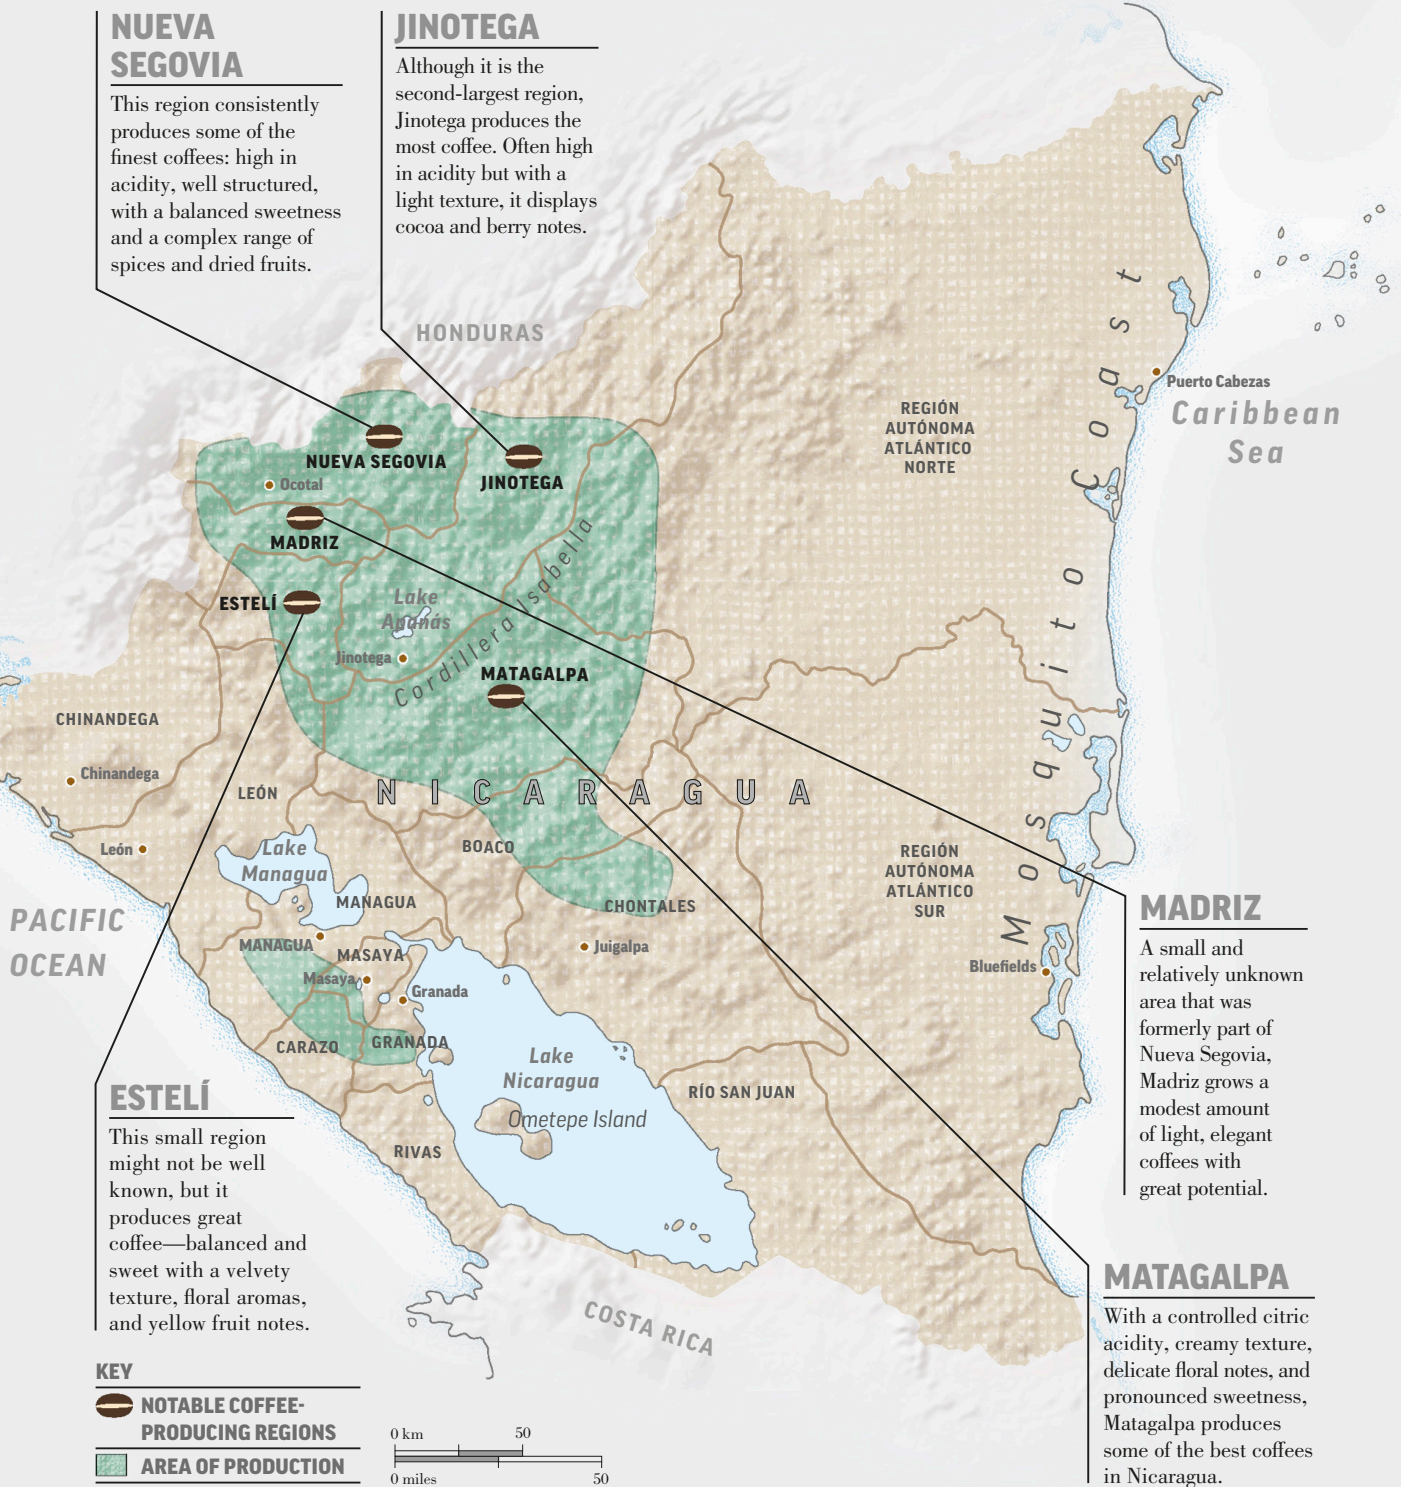 NUEVA
SEGOVIA
This region consistently
produces some of the
finest coffees: high in
acidity, well structured,
with a balanced sweetness
and a complex range of
spices and dried fruits.
JINOTEGA
Although it is the
second-largest region,
Jinotega produces the
most coffee. Often high
in acidity but with a
light texture, it displays
cocoa and berry notes.
HONDURAS
Puerto Cabezas
Caribbean
Sea
REGIÓN
AUTÓNOMA
ATLÁNTICO
NORTE
Mosquito Coast
NUEVA SEGOVIA
JINOTEGA
Ocotal
MADRIZ
ESTELÍ
Lake
Apanás
Cordillera Isabella
Jinotega
MATAGALPA
CHINANDEGA
Chinandega
LEÓN
NICARAGUA
León
Lake
Managua
BOACO
REGIÓN
AUTÓNOMA
ATLÁNTICO
SUR
MANAGUA
CHONTALES
PACIFIC
OCEAN
MANAGUA
MASAYA
Juigalpa
Masaya
Granada
Bluefields
CARAZO
GRANADA
Lake
Nicaragua
Ometepe Island
RÍO SAN JUAN
RIVAS
COSTA RICA
MADRIZ
A small and
relatively unknown
area that was
formerly part of
Nueva Segovia,
Madriz grows a
modest amount
of light, elegant
coffees with
great potential.
ESTELÍ
This small region
might not be well
known, but it
produces great
coffee—balanced and
sweet with a velvety
texture, floral aromas,
and yellow fruit notes.
MATAGALPA
With a controlled citric
acidity, creamy texture,
delicate floral notes, and
pronounced sweetness,
Matagalpa produces
some of the best coffees
in Nicaragua.
KEY
NOTABLE COFFEE-
PRODUCING REGIONS
AREA OF PRODUCTION
0 km 50
0 miles 50